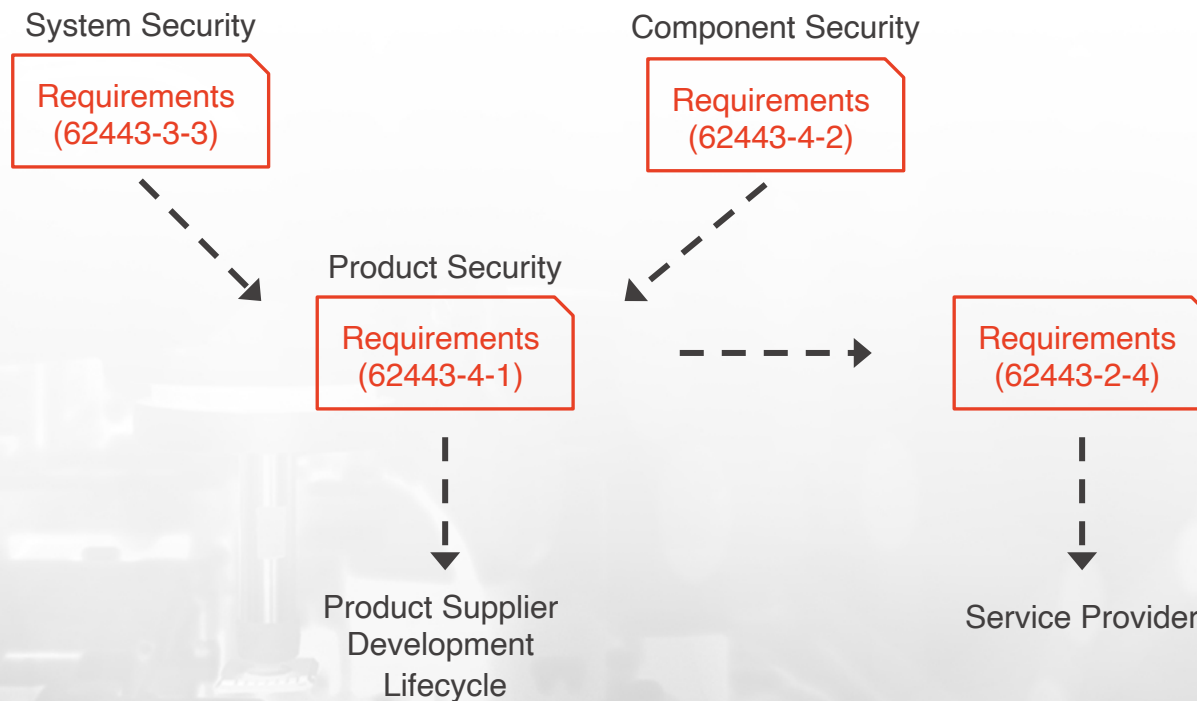 System Security
Component Security
Requirements
(62443-3-3)
Requirements
(62443-4-2)
Product Security
Requirements
(62443-4-1)
Requirements
(62443-2-4)
Product Supplier
Development
Lifecycle
Service Provider